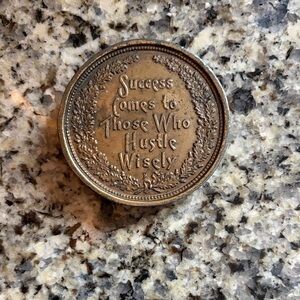 Success
Comes to
Those Who
Hustle
Wisely